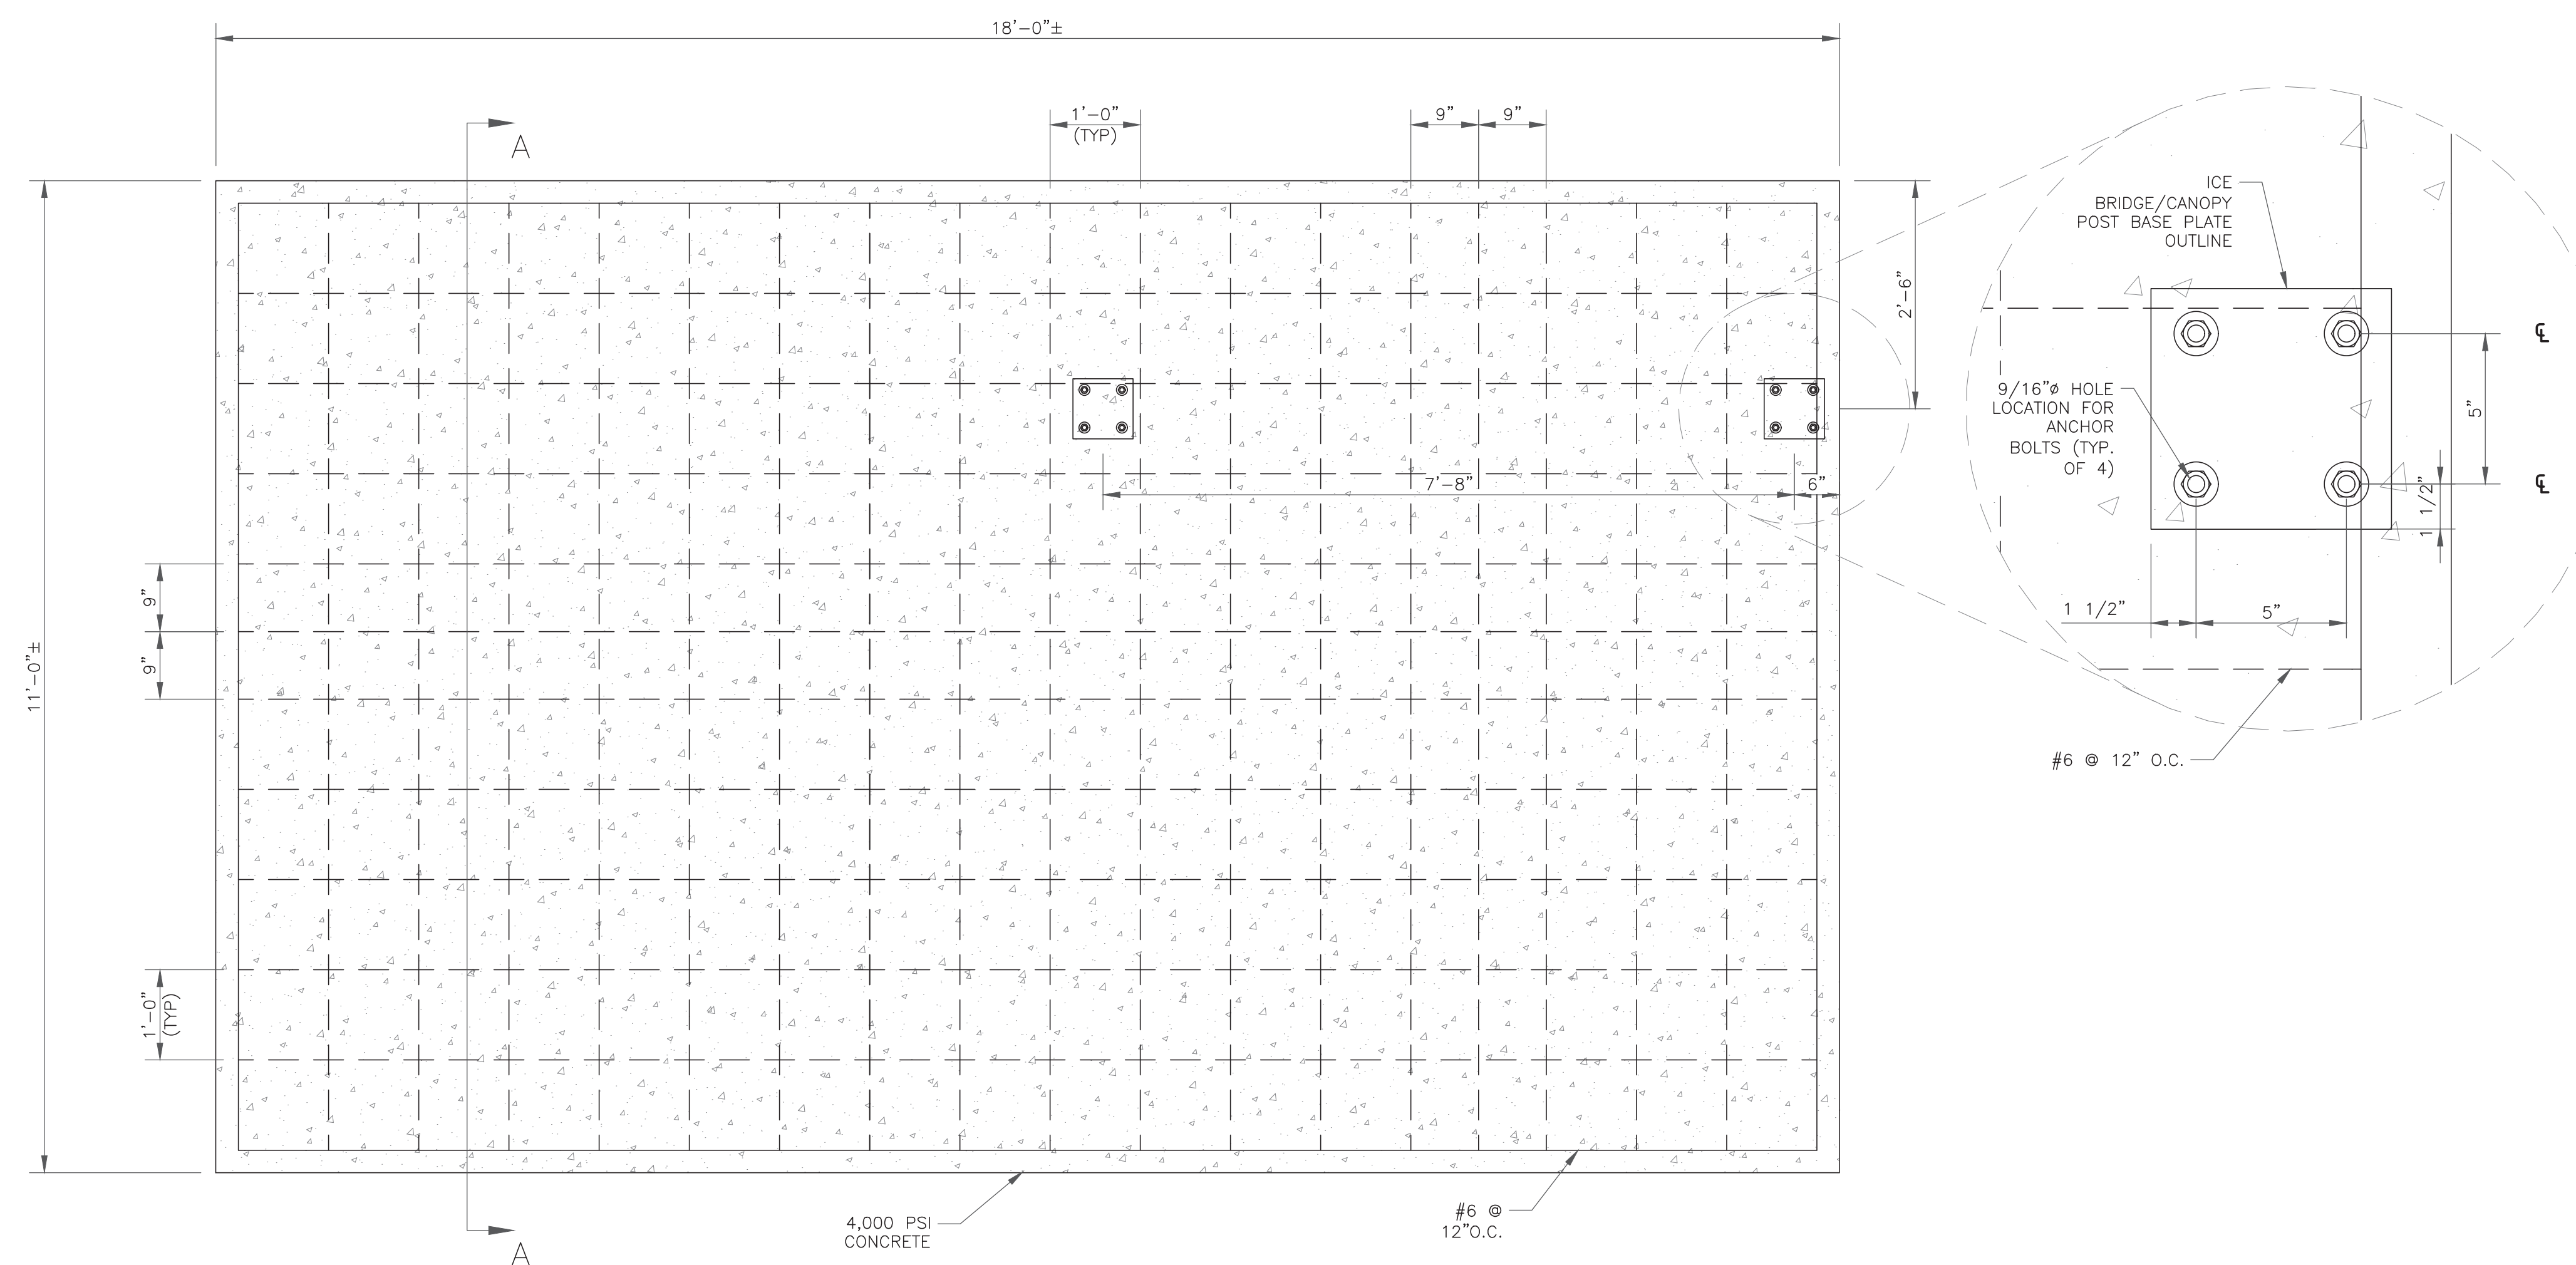 18'-0"±
1'-0"
(TYP)
9"
9"
A
11'-0"±
2'-6"
7'-8"
6"
9"
9"
1'-0"
(TYP)
4,000 PSI
CONCRETE
#6 @
12"O.C.
A
ICE
BRIDGE/CANOPY
POST BASE PLATE
OUTLINE
℄
9/16"ø HOLE
LOCATION FOR
ANCHOR
BOLTS (TYP.
OF 4)
5"
℄
1 1/2"
1 1/2"
5"
#6 @ 12" O.C.